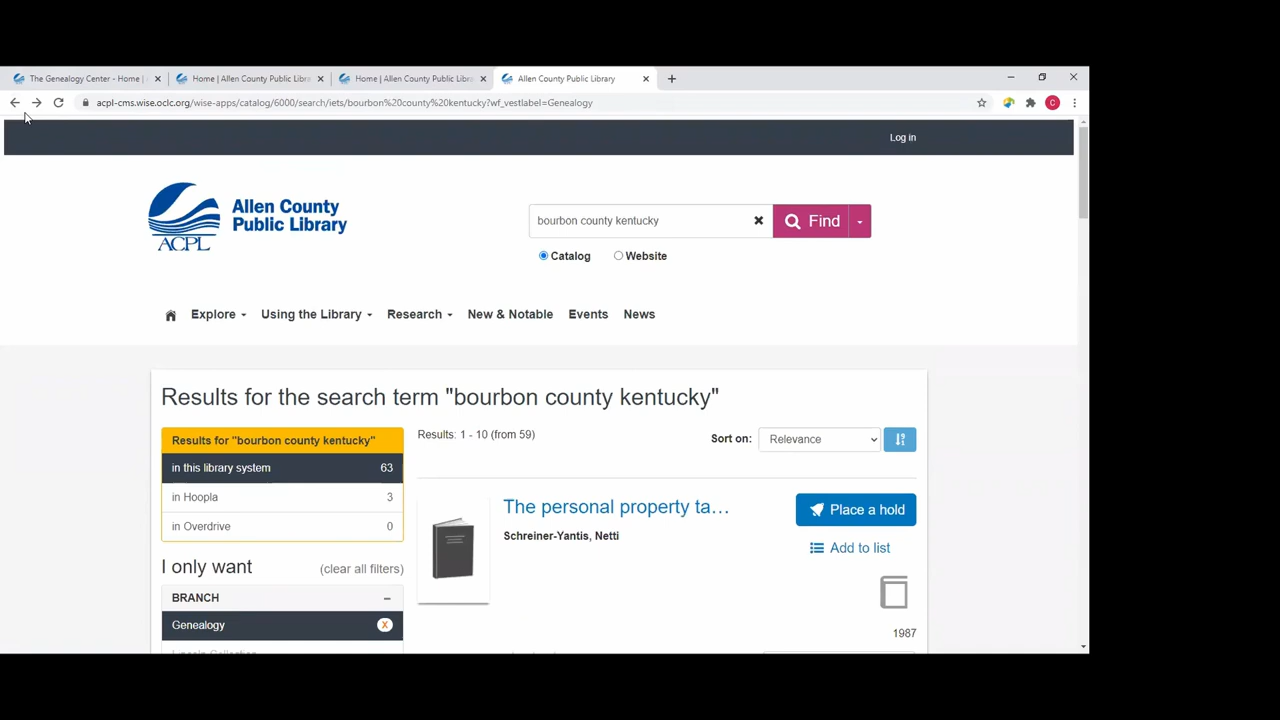 The Genealogy Center - Home |
Home | Allen County Public Libr
Home | Allen County Public Libra
Allen County Public Library
acpl-cms.wise.oclc.org/wise-apps/catalog/6000/search/iets/bourbon%20county%20kentucky?wf_vestlabel=Genealogy
C
Log in
Allen County
Public Library
ACPL
bourbon county kentucky
Find
Catalog
Website
Explore
Using the Library
Research
New & Notable
Events
News
Results for the search term "bourbon county kentucky"
Results for "bourbon county kentucky"
in this library system 63
in Hoopla 3
in Overdrive 0
Results: 1 - 10 (from 59)
Sort on:
Relevance
The personal property ta...
Schreiner-Yantis, Netti
Place a hold
Add to list
1987
I only want
(clear all filters)
BRANCH
Genealogy
X